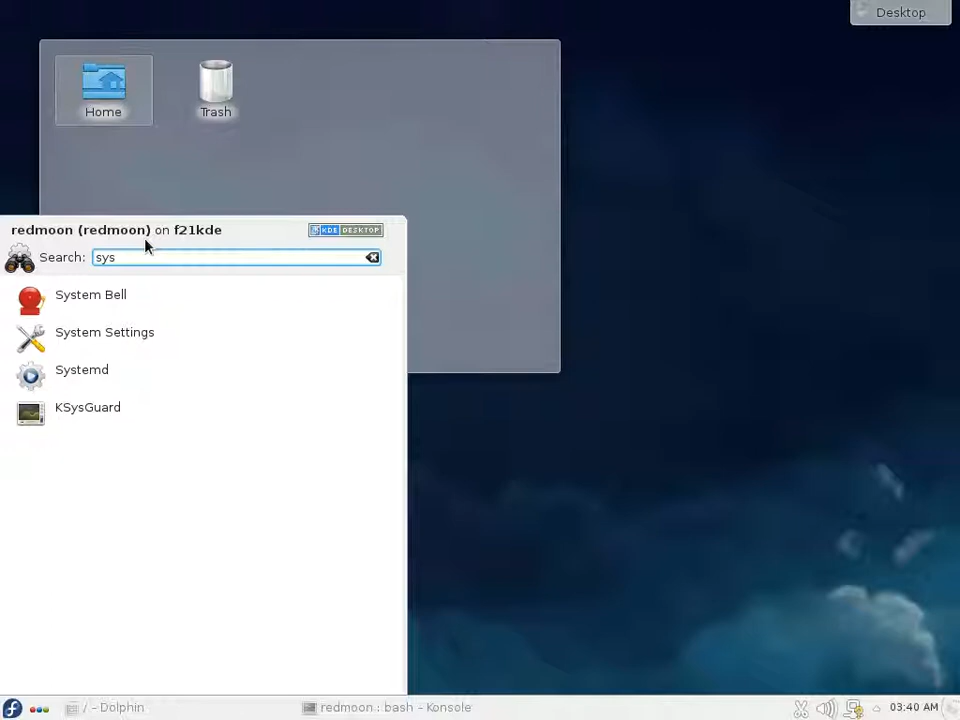 Desktop
Home
Trash
redmoon (redmoon) on f21kde
KDE DESKTOP
Search: sys
System Bell
System Settings
Systemd
KSysGuard
/ - Dolphin
redmoon : bash - Konsole
03:40 AM